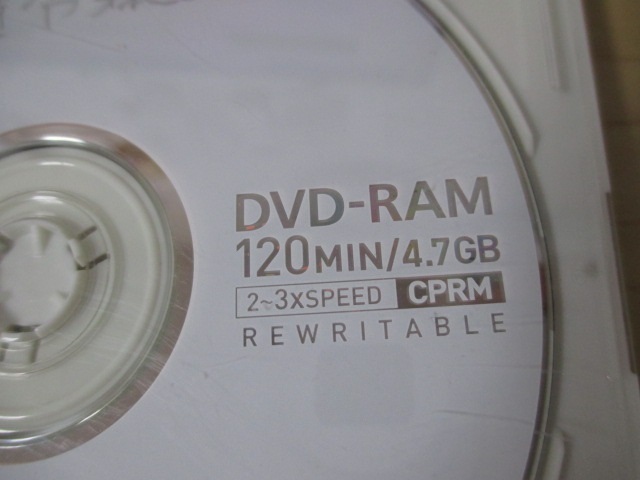 DVD-RAM
120MIN/4.7GB
2~3XSPEED CPRM
REWRITABLE